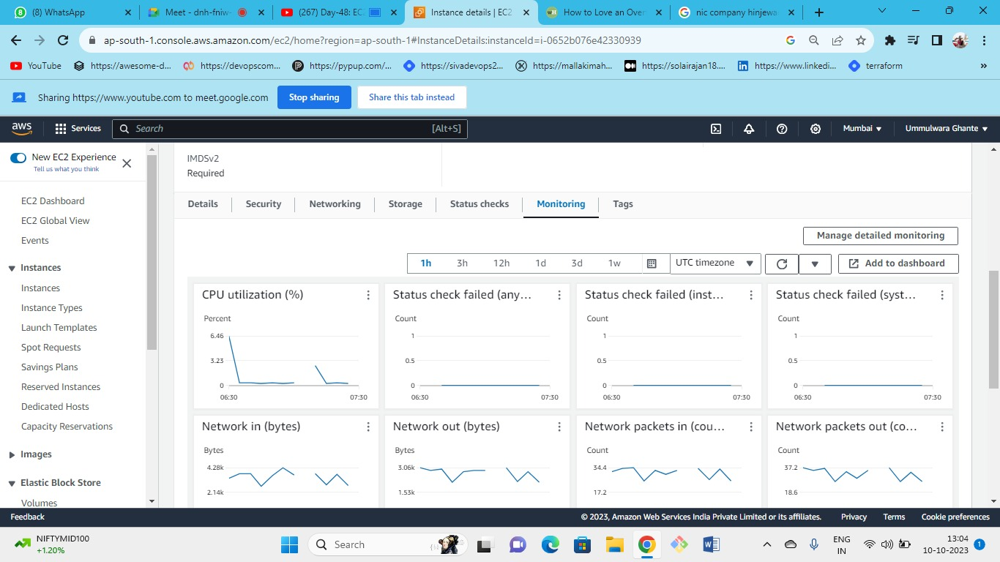 (8) WhatsApp
Meet - dnh-fniw-
(267) Day-48: EC
Instance details | EC2
How to Love an Over
nic company hinjewa
ap-south-1.console.aws.amazon.com/ec2/home?region=ap-south-1#InstanceDetails:instanceId=i-0652b076e42330939
YouTube
https://awesome-d...
https://devopscom...
https://pypup.com/...
https://sivadevops2...
https://mallakimah...
https://solairajan18....
https://www.linkedi...
terraform
Sharing https://www.youtube.com to meet.google.com
Stop sharing
Share this tab instead
aws
Services
Search
[Alt+S]
Mumbai
Ummulwara Ghante
New EC2 Experience
Tell us what you think
EC2 Dashboard
EC2 Global View
Events
Instances
Instances
Instance Types
Launch Templates
Spot Requests
Savings Plans
Reserved Instances
Dedicated Hosts
Capacity Reservations
Images
Elastic Block Store
Volumes
IMDSv2
Required
Details
Security
Networking
Storage
Status checks
Monitoring
Tags
Manage detailed monitoring
1h 3h 12h 1d 3d 1w
UTC timezone
Add to dashboard
CPU utilization (%)
Percent
6.46
3.23
0
06:30 07:30
Status check failed (any...
Count
1
0.5
0
06:30 07:30
Status check failed (inst...
Count
1
0.5
0
06:30 07:30
Status check failed (syst...
Count
1
0.5
0
06:30 07:30
Network in (bytes)
Bytes
4.28k
2.14k
Network out (bytes)
Bytes
3.06k
1.53k
Network packets in (cou...
Count
34.4
17.2
Network packets out (co...
Count
37.2
18.6
Feedback
© 2023, Amazon Web Services India Private Limited or its affiliates.
Privacy
Terms
Cookie preferences
NIFTYMID100
+1.20%
Search
ENG
IN
13:04
10-10-2023
1